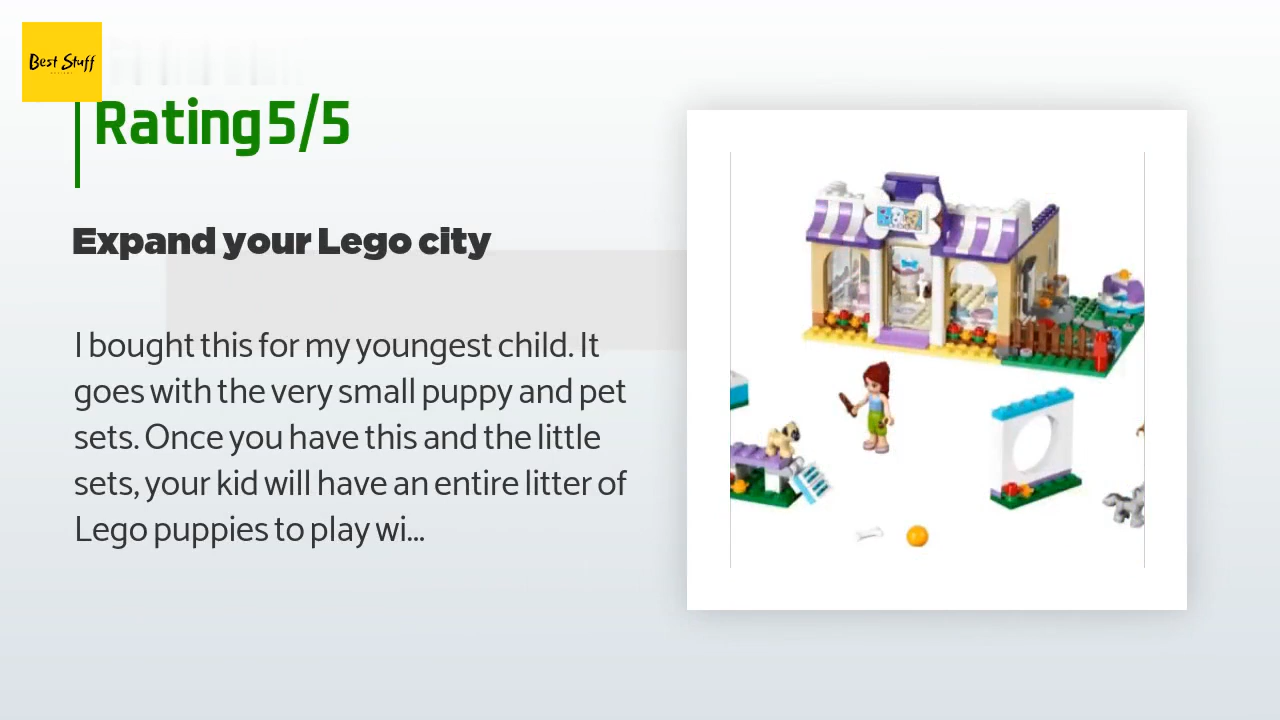 Best Stuff
Rating 5/5
Expand your Lego city
I bought this for my youngest child. It
goes with the very small puppy and pet
sets. Once you have this and the little
sets, your kid will have an entire litter of
Lego puppies to play wi...